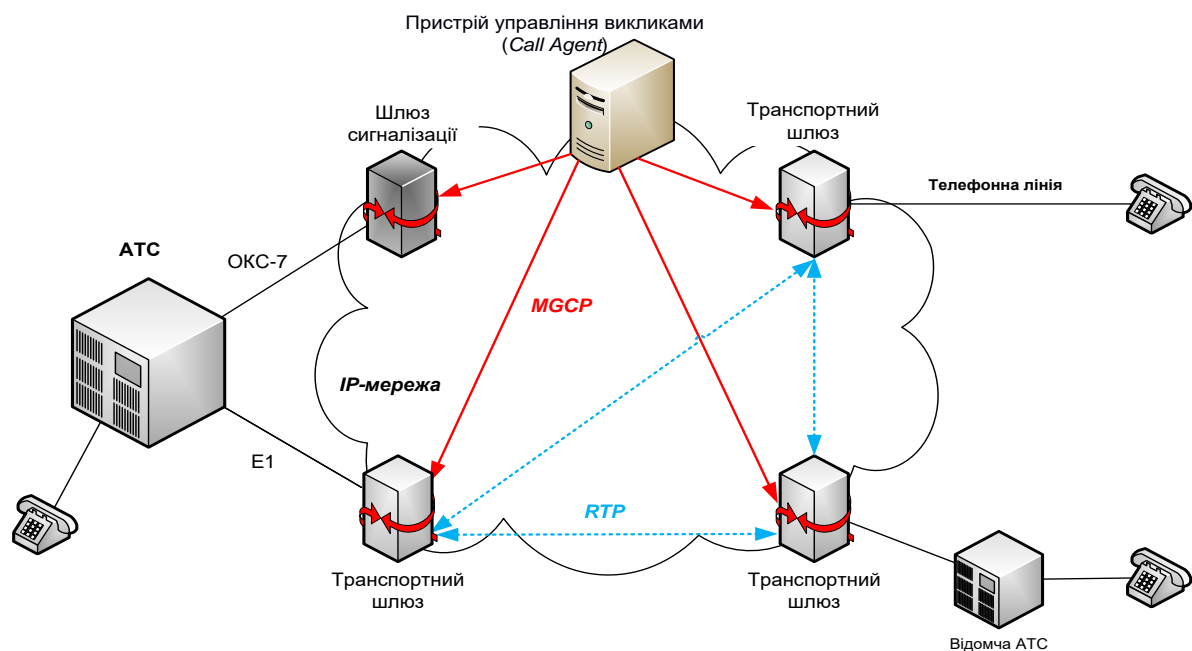 Пристрій управління викликами
(Call Agent)
Шлюз
сигналізації
Транспортний
шлюз
Телефонна лінія
АТС
ОКС-7
MGCP
IP-мережа
E1
RTP
Транспортний
шлюз
Транспортний
шлюз
Відомча АТС